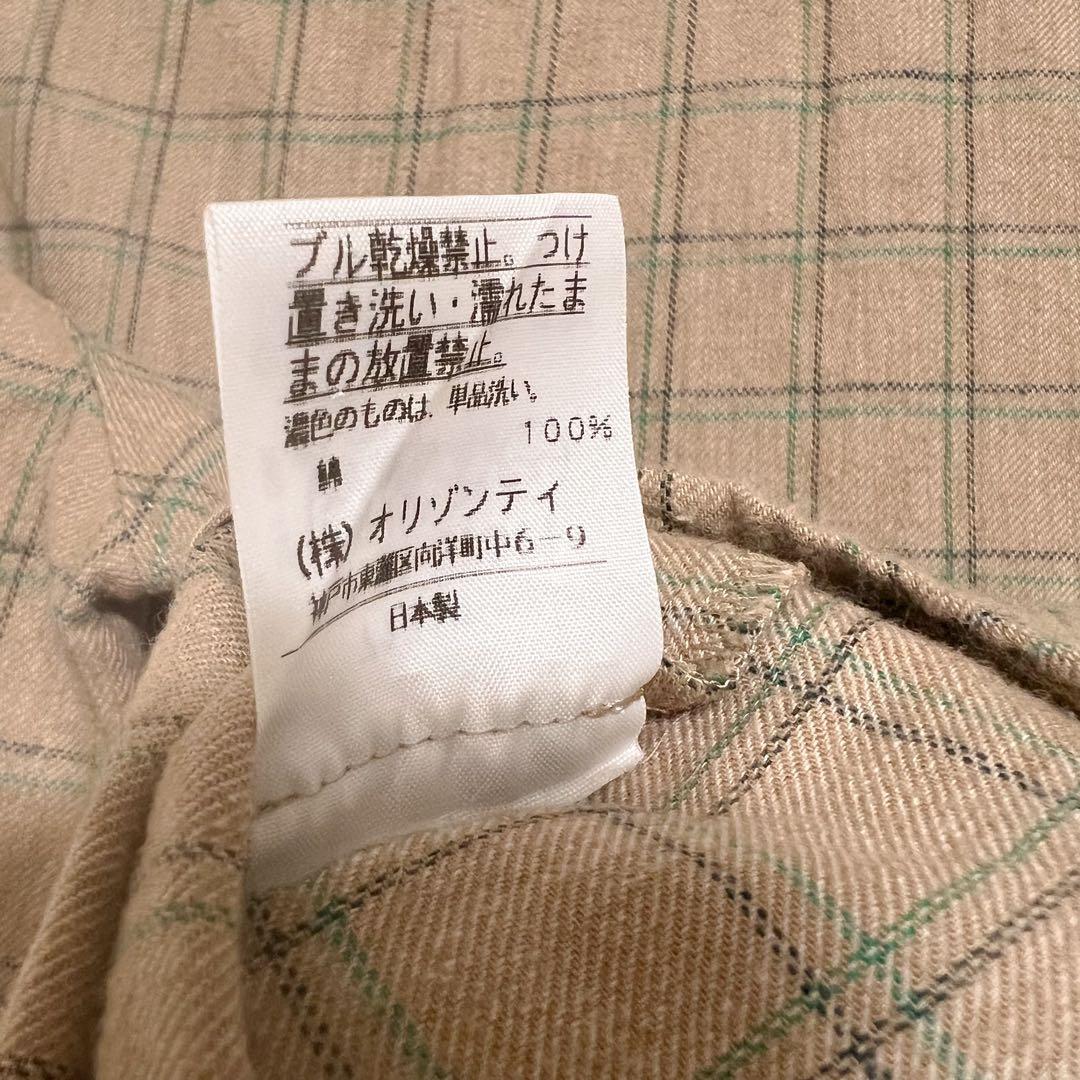 ブル乾燥禁止。つけ
置き洗い・濡れたま
まの放置禁止。
濃色のものは、単品洗い。
100%
綿
(株)オリゾンティ
神戸市東灘区向洋町中6-9
日本製